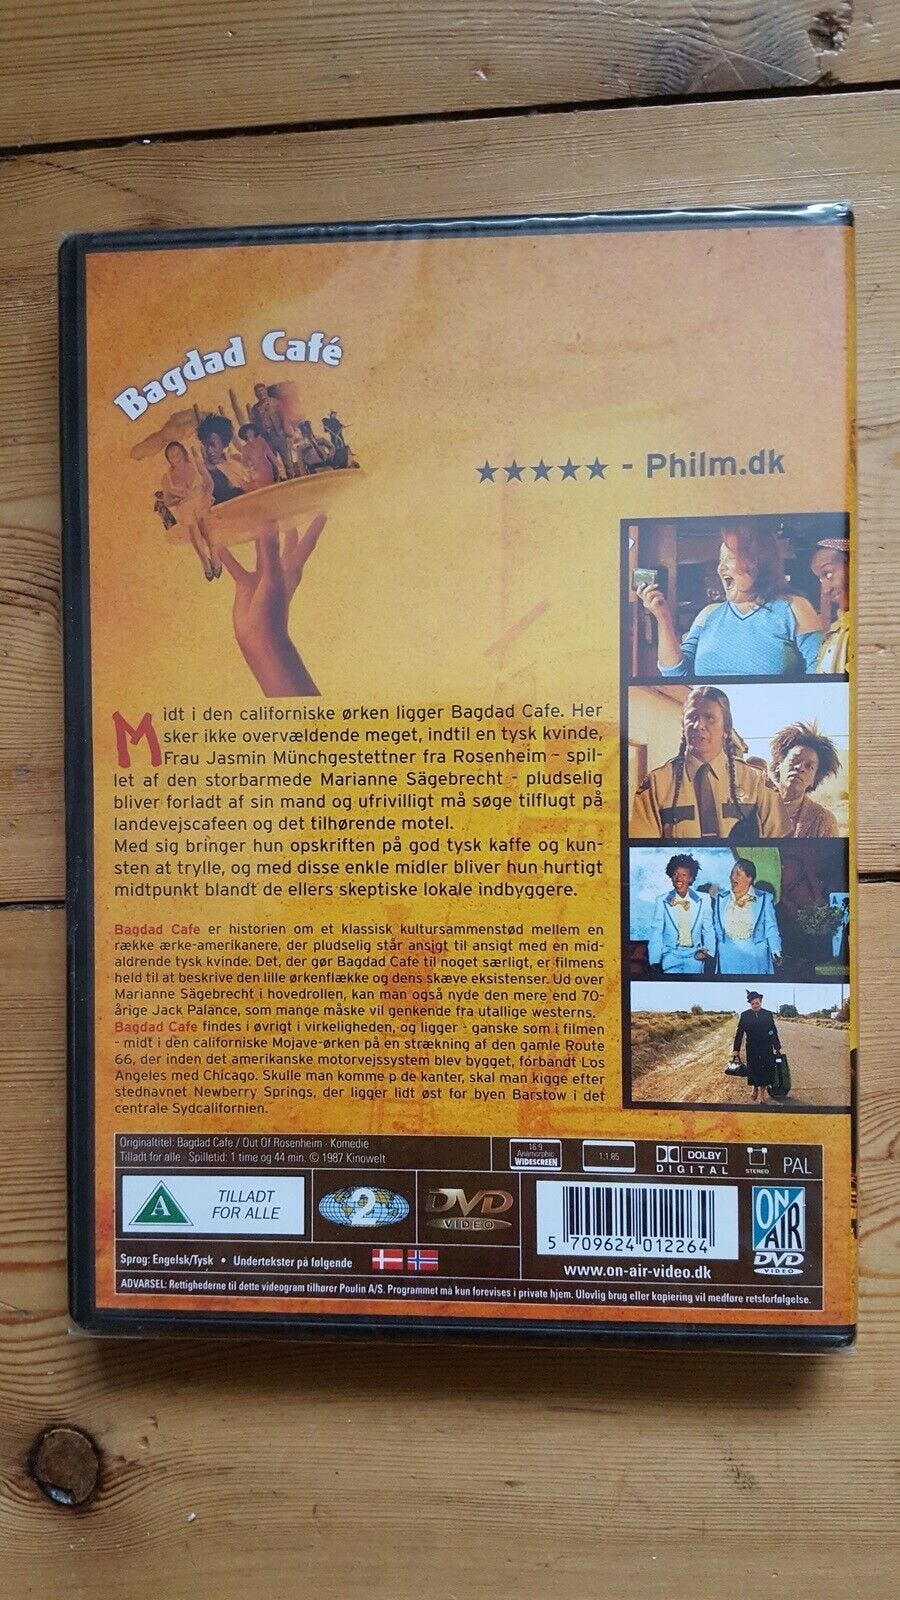 Bagdad Café
★★★★★ - Philm.dk
Midt i den californiske ørken ligger Bagdad Cafe. Her
sker ikke overvældende meget, indtil en tysk kvinde,
Frau Jasmin Münchgestettner fra Rosenheim - spil-
let af den storbarmede Marianne Sägebrecht - pludselig
bliver forladt af sin mand og ufrivilligt må søge tilflugt på
landevejscafeen og det tilhørende motel.
Med sig bringer hun opskriften på god tysk kaffe og kun-
sten at trylle, og med disse enkle midler bliver hun hurtigt
midtpunkt blandt de ellers skeptiske lokale indbyggere.
Bagdad Cafe er historien om et klassisk kultursammenstød mellem en
række ærke-amerikanere, der pludselig står ansigt til ansigt med en mid-
aldrende tysk kvinde. Det, der gør Bagdad Cafe til noget særligt, er filmens
held til at beskrive den lille ørkenflække og dens skæve eksistenser. Ud over
Marianne Sägebrecht i hovedrollen, kan man også nyde den mere end 70-
årige Jack Palance, som mange måske vil genkende fra utallige westerns.
Bagdad Cafe findes i øvrigt i virkeligheden, og ligger - ganske som i filmen
- midt i den californiske Mojave-ørken på en strækning af den gamle Route
66, der inden det amerikanske motorvejssystem blev bygget, forbandt Los
Angeles med Chicago. Skulle man komme p de kanter, skal man kigge efter
stednavnet Newberry Springs, der ligger lidt øst for byen Barstow i det
centrale Sydcalifornien.
Originaltitel: Bagdad Cafe / Out Of Rosenheim · Komedie
Tilladt for alle · Spilletid: 1 time og 44 min. © 1987 Kinowelt
16:9
Anamorphic
WIDESCREEN
1.1.85
DOLBY
DIGITAL
STEREO
PAL
A
TILLADT
FOR ALLE
2
DVD
VIDEO
5 709624 012264
www.on-air-video.dk
ON
AIR
DVD
VIDEO
Sprog: Engelsk/Tysk • Undertekster på følgende
ADVARSEL: Rettighederne til dette videogram tilhører Poulin A/S. Programmet må kun forevises i private hjem. Ulovlig brug eller kopiering vil medføre retsforfølgelse.